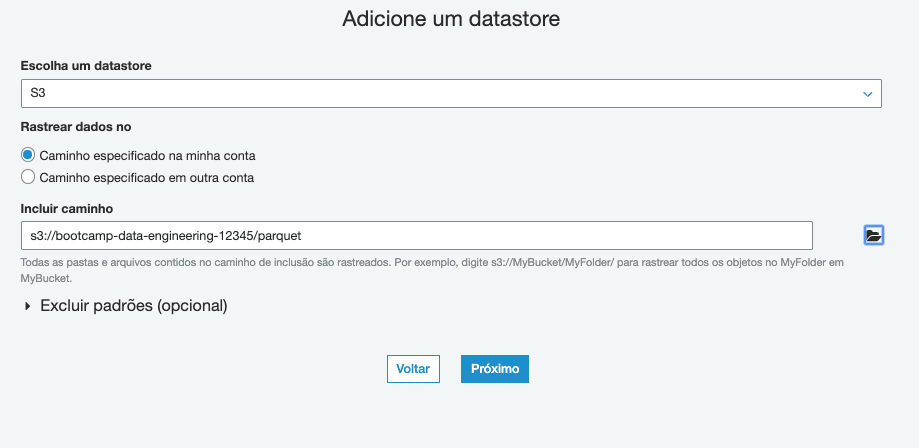 Adicione um datastore
Escolha um datastore
S3
Rastrear dados no
Caminho especificado na minha conta
Caminho especificado em outra conta
Incluir caminho
s3://bootcamp-data-engineering-12345/parquet
Todas as pastas e arquivos contidos no caminho de inclusão são rastreados. Por exemplo, digite s3://MyBucket/MyFolder/ para rastrear todos os objetos no MyFolder em
MyBucket.
Excluir padrões (opcional)
Voltar
Próximo